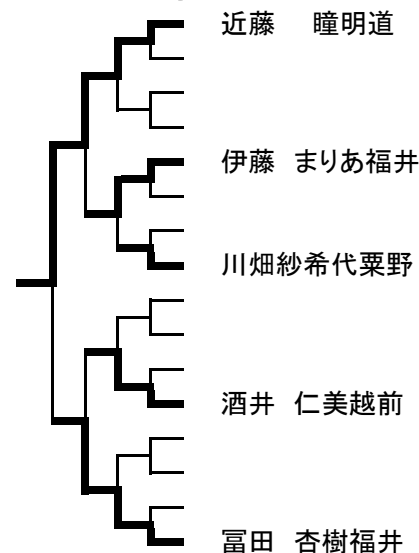 近藤　瞳明道
伊藤　まりあ福井
川畑紗希代粟野
酒井　仁美越前
冨田　杏樹福井